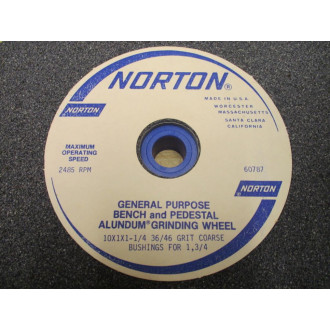 NORTON®
MADE IN U.S.A.
WORCESTER
MASSACHUSETTS
SANTA CLARA
CALIFORNIA
NORTON
MAXIMUM
OPERATING
SPEED
2485 RPM
60787
NORTON
GENERAL PURPOSE
BENCH and PEDESTAL
ALUNDUM® GRINDING WHEEL
10X1X1-1/4 36/46 GRIT COARSE
BUSHINGS FOR 1,3/4